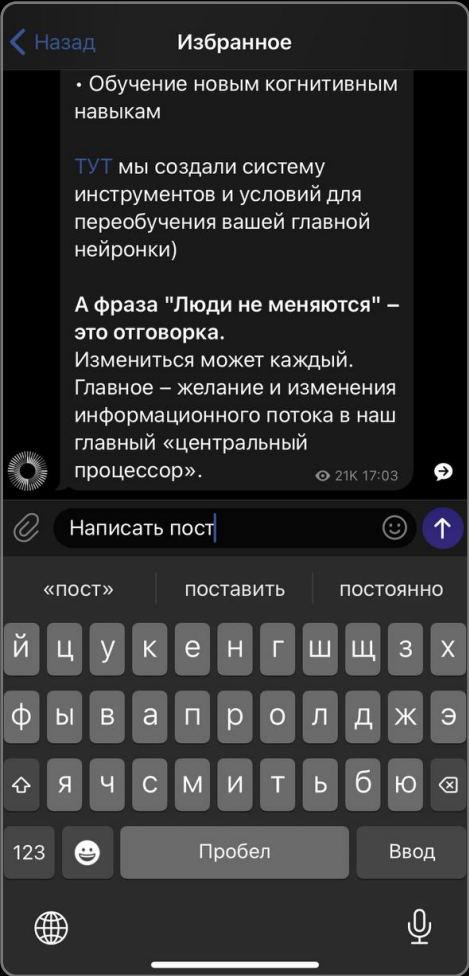 Назад
Избранное
• Обучение новым когнитивным
навыкам
ТУТ мы создали систему
инструментов и условий для
переобучения вашей главной
нейронки)
А фраза "Люди не меняются" –
это отговорка.
Измениться может каждый.
Главное – желание и изменения
информационного потока в наш
главный «центральный
процессор».
21K 17:03
Написать пост
«пост» поставить постоянно
й ц у к е н г ш щ з х
ф ы в а п р о л д ж э
я ч с м и т ь б ю
123 Пробел Ввод